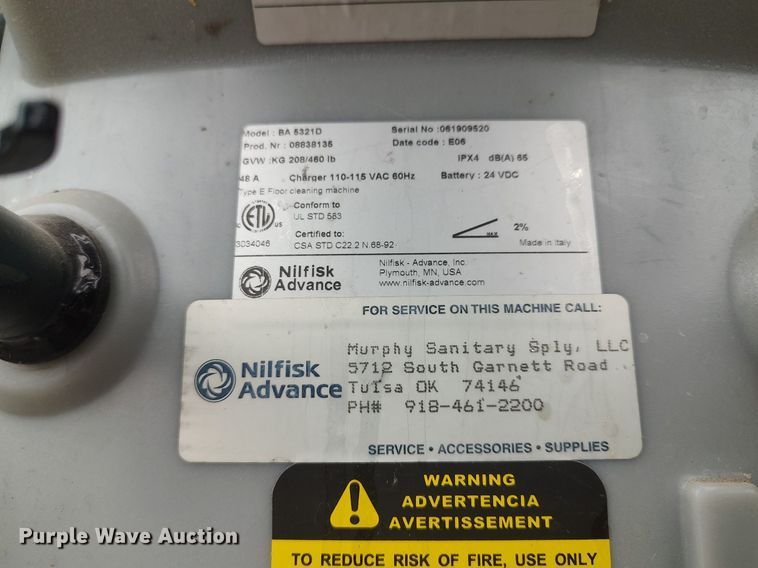 Model: BA 5321D Serial No :061909520
Prod. Nr : 08838135 Date code : E06
GVW :KG 208/460 lb IPX4 dB(A) 65
48 A Charger 110-115 VAC 60Hz Battery : 24 VDC
Type E Floor cleaning machine
ETL US
Conform to
UL STD 583
3034046
Certified to:
CSA STD C22.2 N.68-92
MAX 2%
Made in Italy
Nilfisk
Advance
Nilfisk - Advance, Inc.
Plymouth, MN, USA
www.nilfisk-advance.com
FOR SERVICE ON THIS MACHINE CALL:
Nilfisk
Advance
Murphy Sanitary Sply, LLC
5712 South Garnett Road
Tulsa OK 74146
PH# 918-461-2200
SERVICE • ACCESSORIES • SUPPLIES
WARNING
ADVERTENCIA
AVERTISSEMENT
TO REDUCE RISK OF FIRE, USE ONLY
Purple Wave Auction